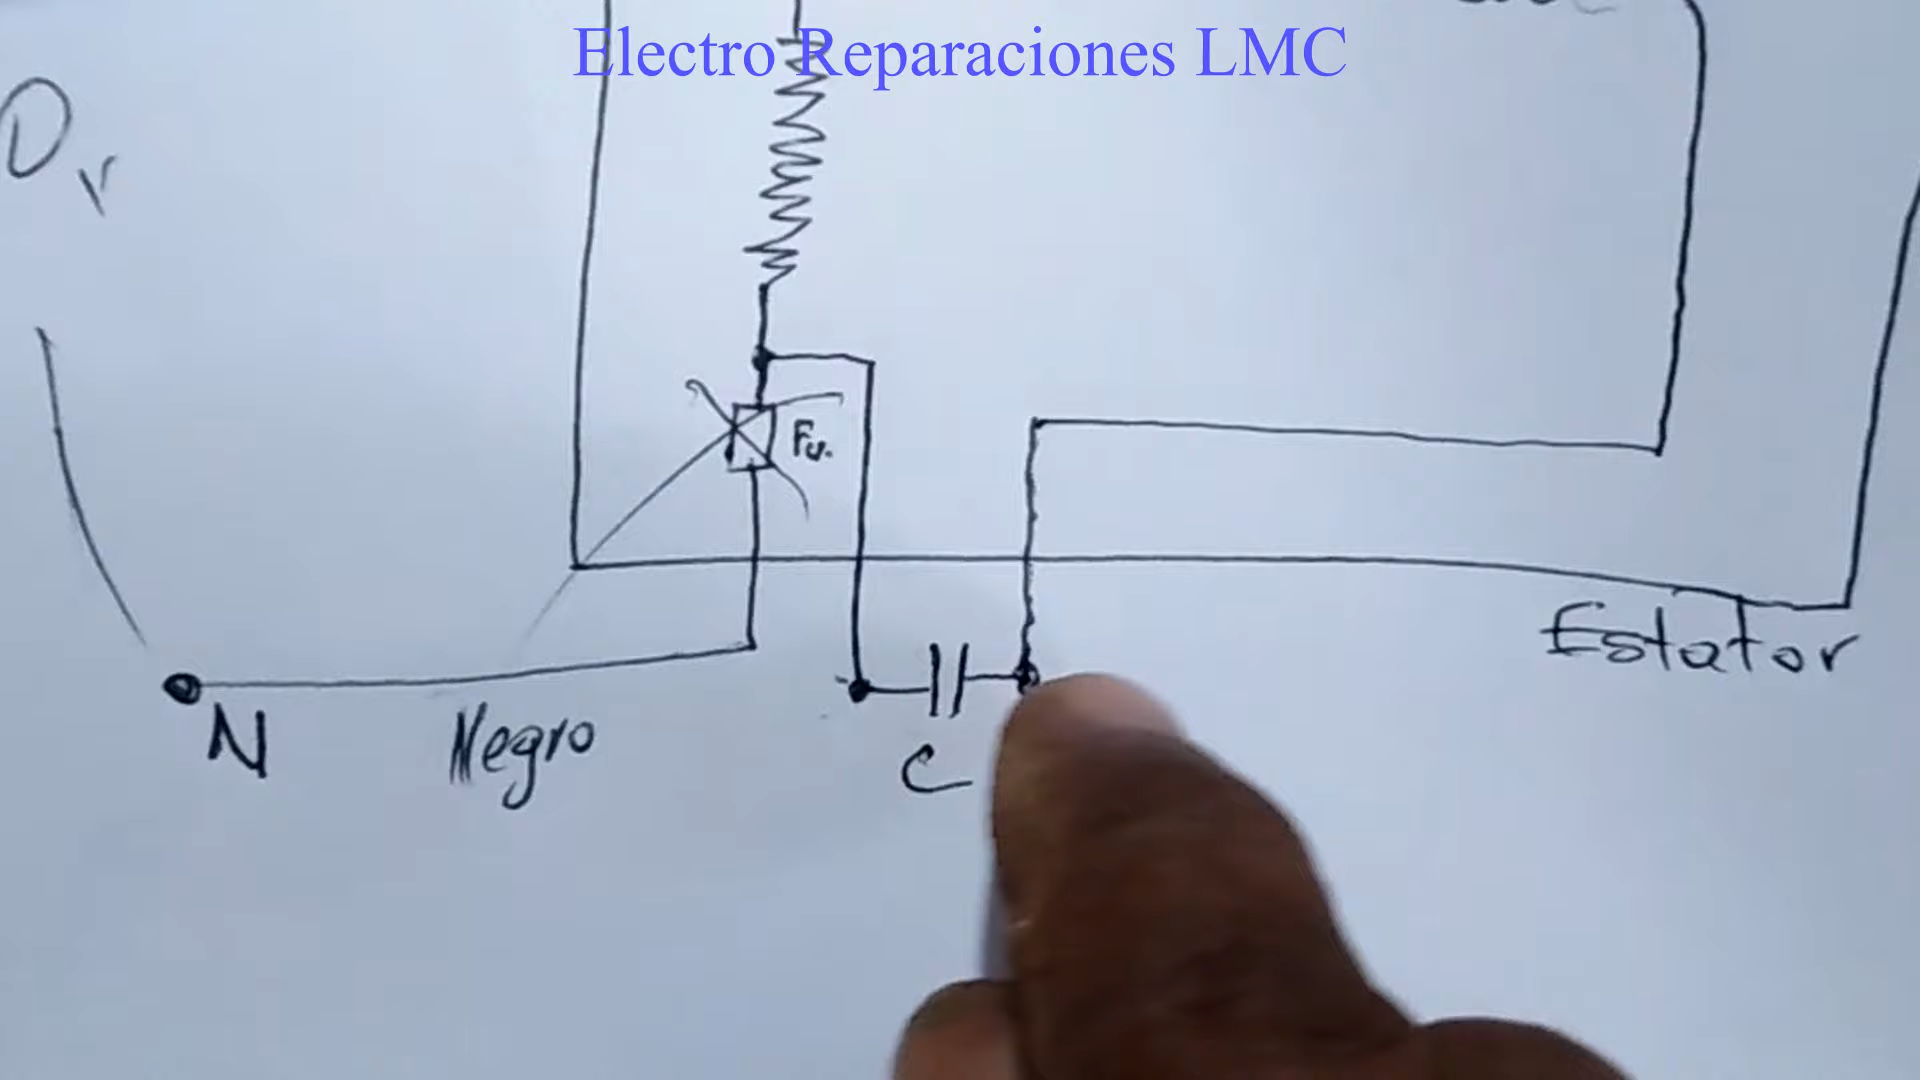 Electro Reparaciones LMC
Fu.
Estator
N
Negro
C